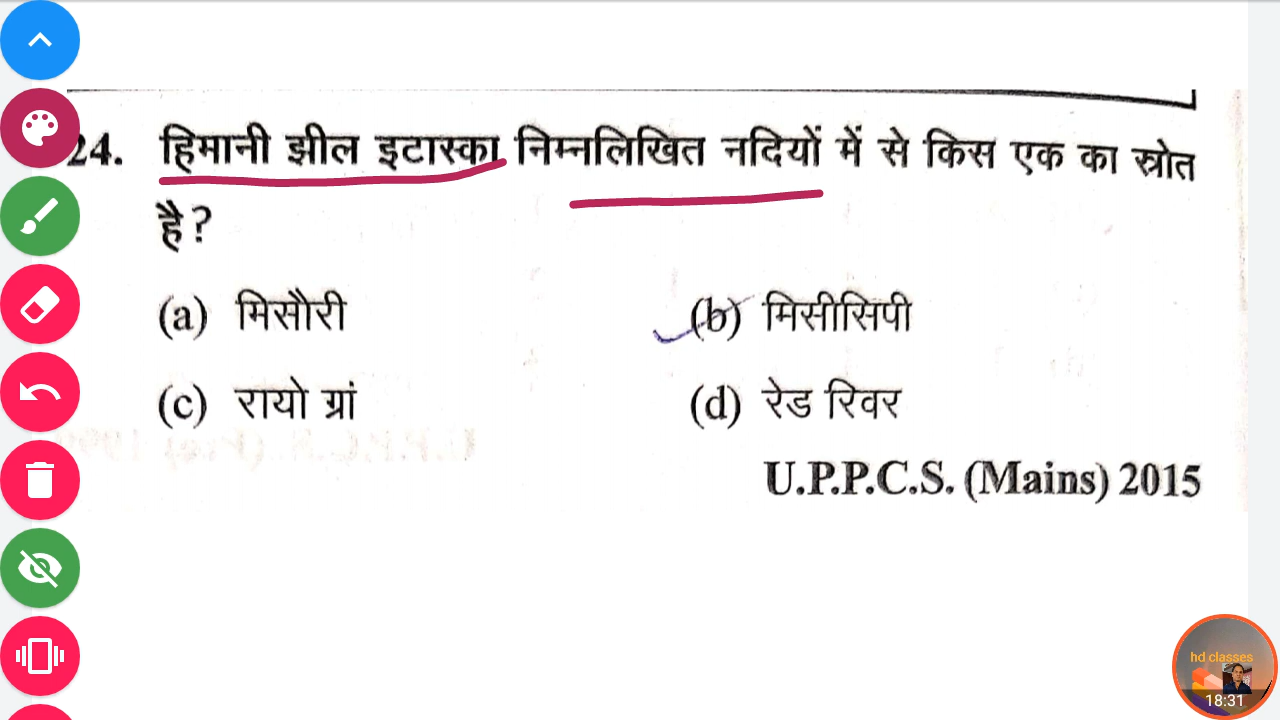 24. हिमानी झील इटास्का निम्नलिखित नदियों में से किस एक का स्रोत
है?
(a) मिसौरी (b) मिसीसिपी
(c) रायो ग्रां (d) रेड रिवर
U.P.P.C.S. (Mains) 2015
hd classes
18:31